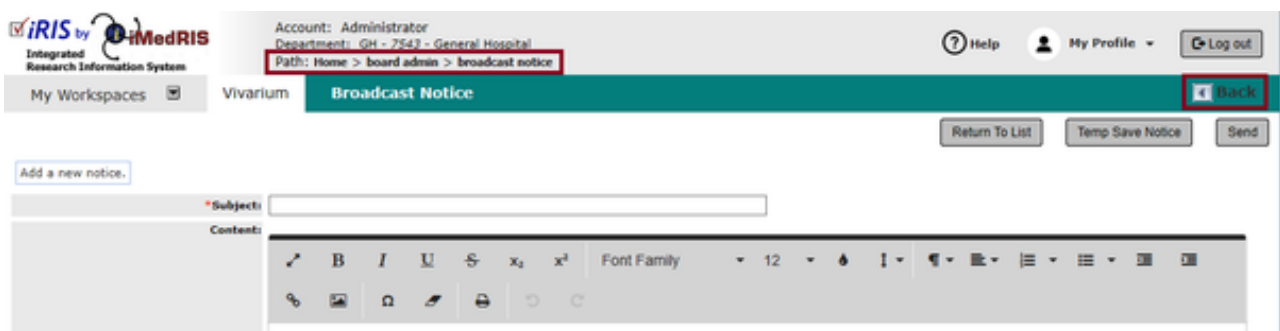 iRIS by iMedRIS
Integrated
Research Information System
Account: Administrator
Department: GH - 7543 - General Hospital
Path: Home > board admin > broadcast notice
Help
My Profile
Log out
My Workspaces
Vivarium
Broadcast Notice
Back
Return To List
Temp Save Notice
Send
Add a new notice.
*Subject:
Content:
B I U S x₂ x² Font Family 12
Ω